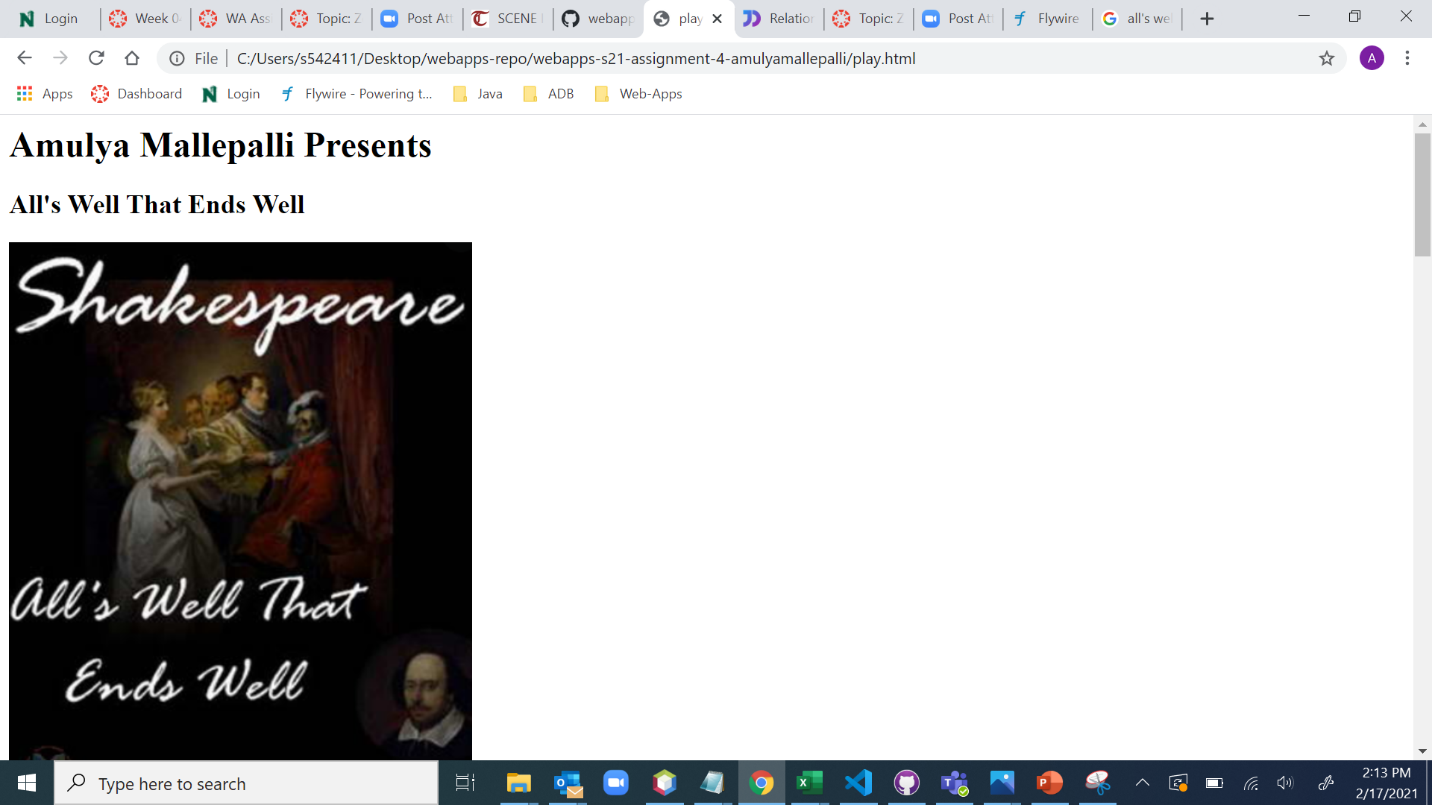 Login
Week 0
WA Ass
Topic: Z
Post Att
SCENE I
webapp
play
Relation
Topic: Z
Post Att
Flywire
all's wel
File
C:/Users/s542411/Desktop/webapps-repo/webapps-s21-assignment-4-amulyamallepalli/play.html
A
Apps
Dashboard
Login
Flywire - Powering t...
Java
ADB
Web-Apps
Amulya Mallepalli Presents
All's Well That Ends Well
Shakespeare
All's Well That
Ends Well
Type here to search
2:13 PM
2/17/2021